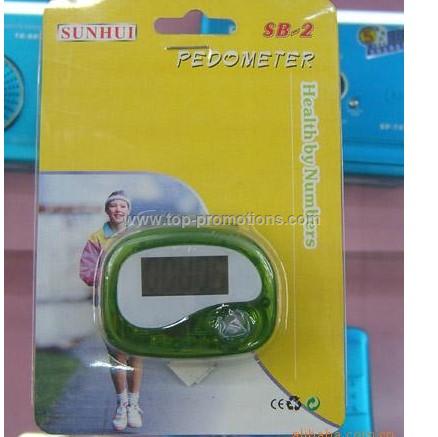 SUNHUI
SB-2
PEDOMETER
Health by Numbers
www.top-promotions.com
CE